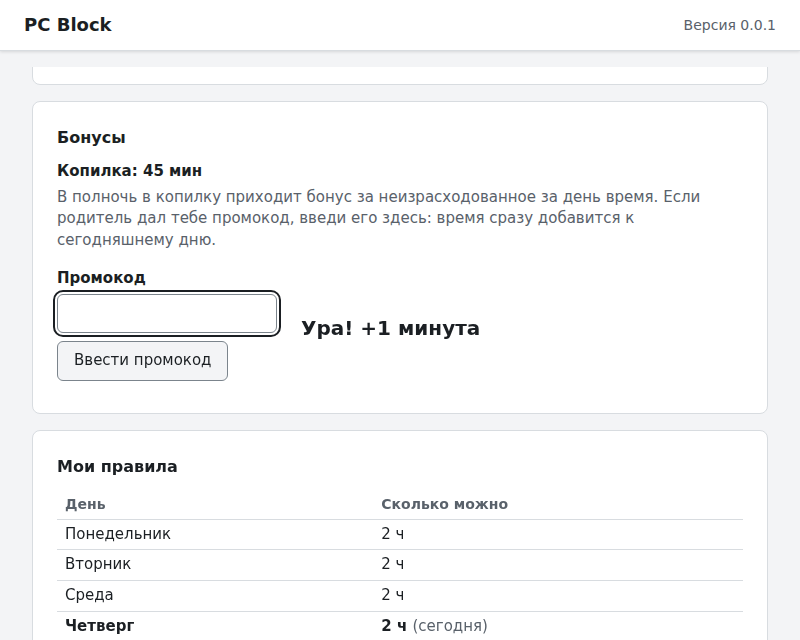 PC Block
Версия 0.0.1
Бонусы
Копилка: 45 мин
В полночь в копилку приходит бонус за неизрасходованное за день время. Если
родитель дал тебе промокод, введи его здесь: время сразу добавится к
сегодняшнему дню.
Промокод
Ура! +1 минута
Ввести промокод
Мои правила
День Сколько можно
Понедельник 2 ч
Вторник 2 ч
Среда 2 ч
Четверг 2 ч (сегодня)